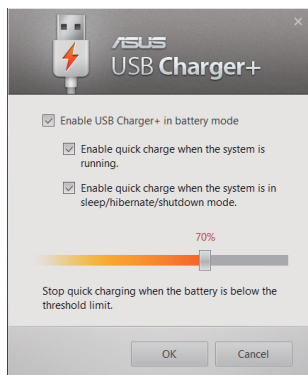 ASUS
USB Charger+
Enable USB Charger+ in battery mode
Enable quick charge when the system is
running.
Enable quick charge when the system is in
sleep/hibernate/shutdown mode.
70%
Stop quick charging when the battery is below the
threshold limit.
OK
Cancel